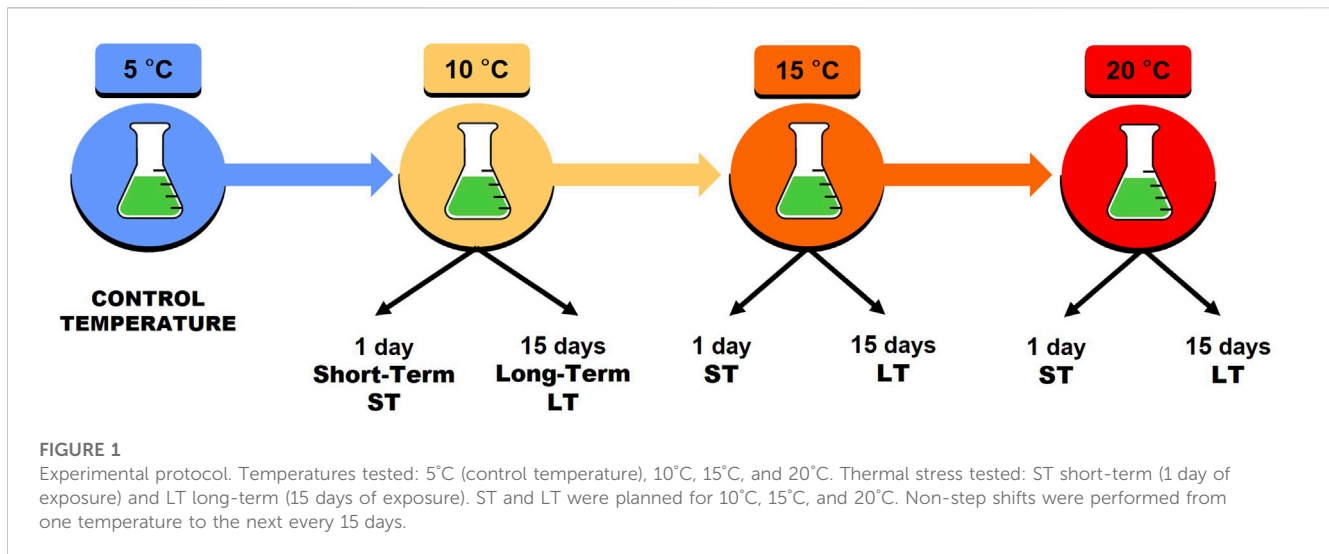 5 °C
10 °C
15 °C
20 °C
CONTROL
TEMPERATURE
1 day
Short-Term
ST
15 days
Long-Term
LT
1 day
ST
15 days
LT
1 day
ST
15 days
LT
FIGURE 1
Experimental protocol. Temperatures tested: 5˚C (control temperature), 10˚C, 15˚C, and 20˚C. Thermal stress tested: ST short-term (1 day of
exposure) and LT long-term (15 days of exposure). ST and LT were planned for 10˚C, 15˚C, and 20˚C. Non-step shifts were performed from
one temperature to the next every 15 days.